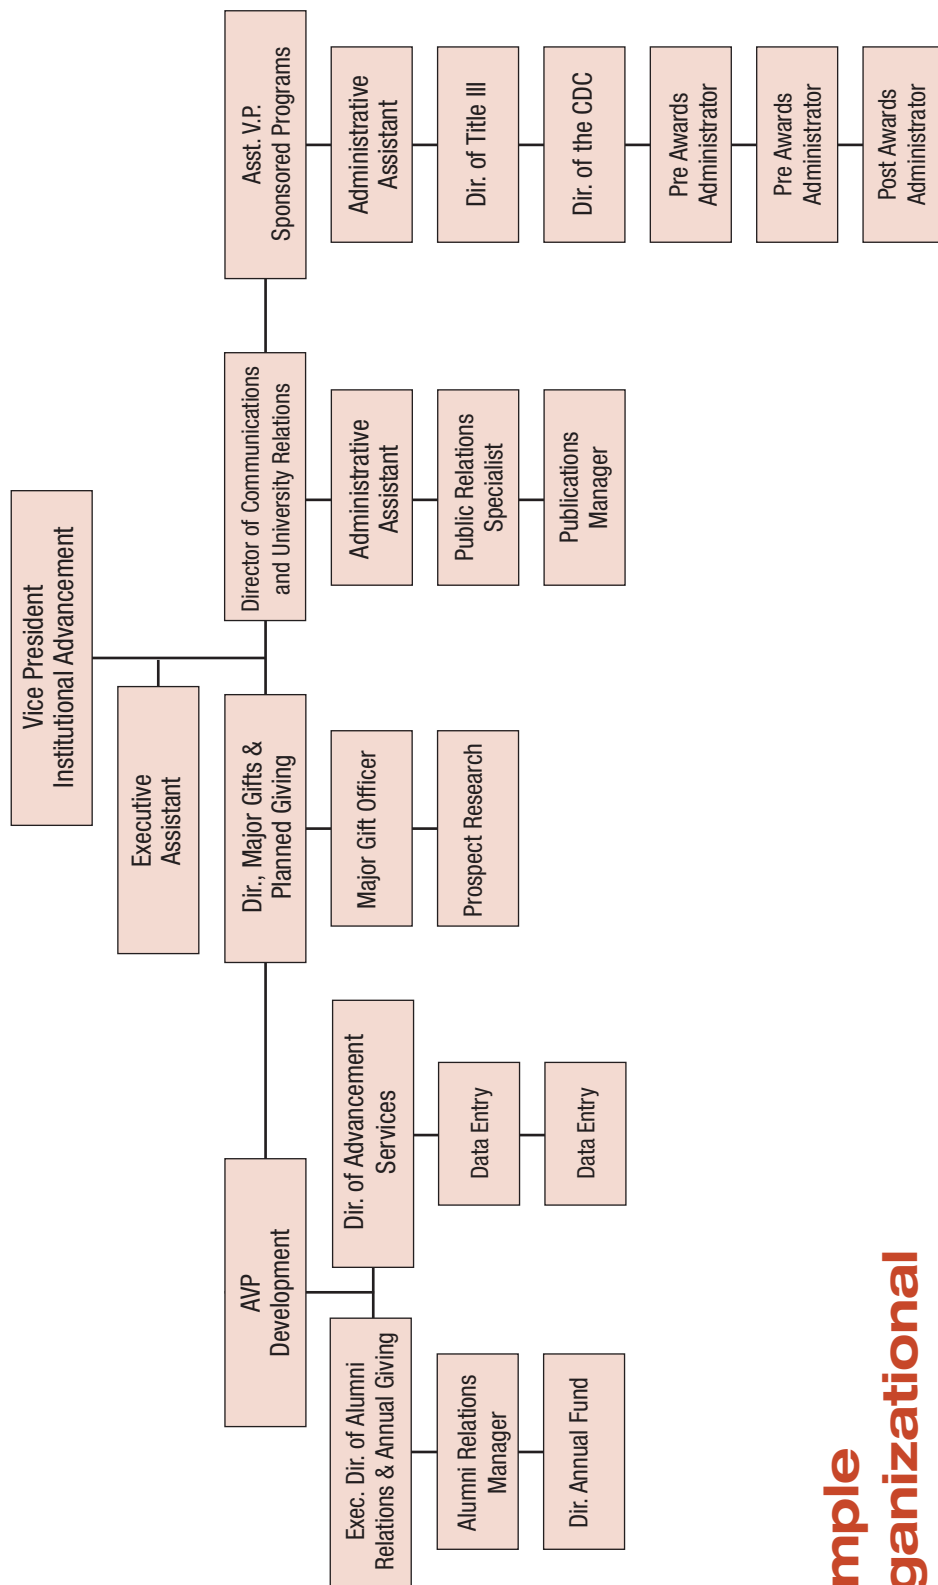 Vice President
Institutional Advancement
Executive
Assistant
AVP
Development
Exec. Dir. of Alumni
Relations & Annual Giving
Alumni Relations
Manager
Dir. Annual Fund
Dir. of Advancement
Services
Data Entry
Data Entry
Dir., Major Gifts &
Planned Giving
Major Gift Officer
Prospect Research
Director of Communications
and University Relations
Administrative
Assistant
Public Relations
Specialist
Publications
Manager
Asst. V.P.
Sponsored Programs
Administrative
Assistant
Dir. of Title III
Dir. of the CDC
Pre Awards
Administrator
Pre Awards
Administrator
Post Awards
Administrator
mple
ganizational